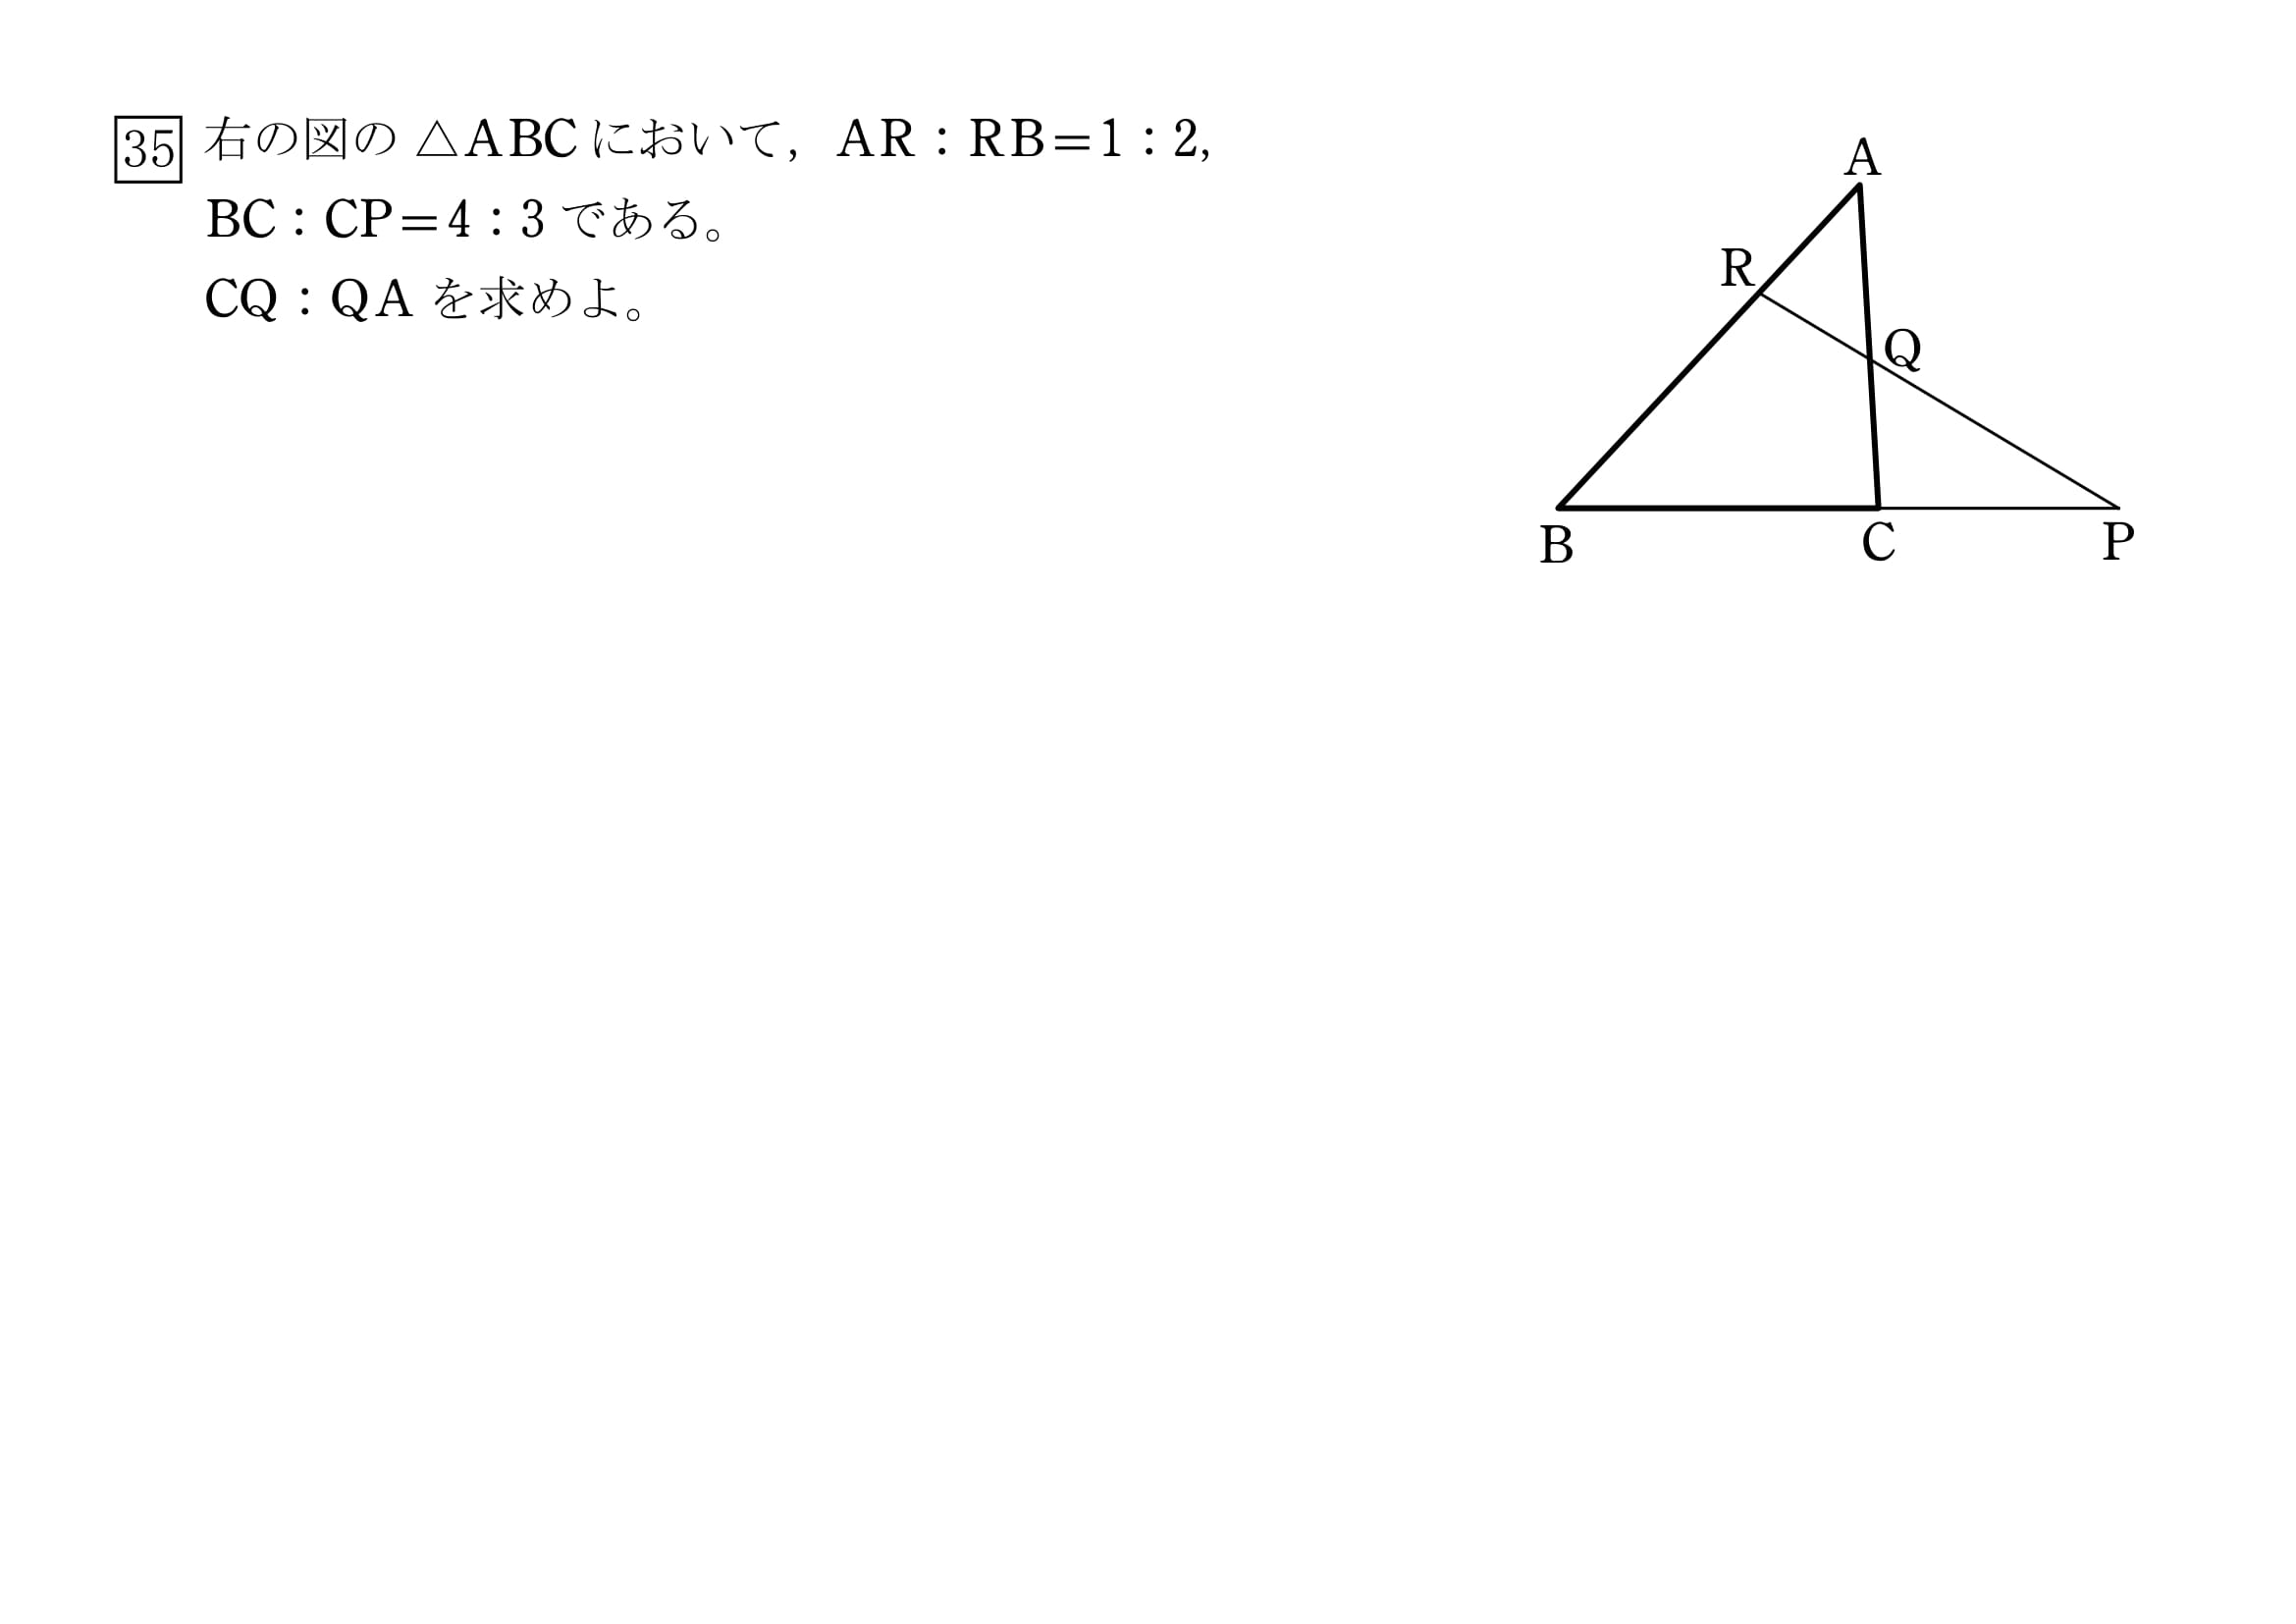 35 右の図の △ABC において, AR : RB=1 : 2,
BC : CP=4 : 3 である。
CQ : QA を求めよ。
A
R
Q
B
C
P